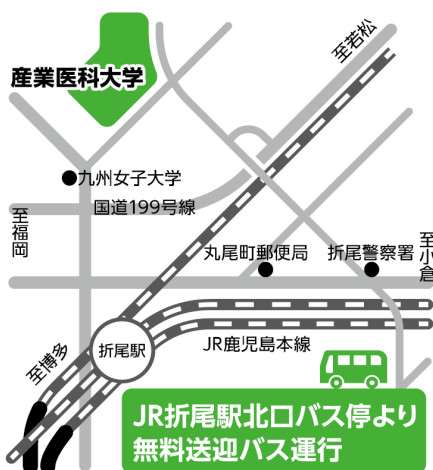 至若松
産業医科大学
九州女子大学
国道199号線
至福岡
丸尾町郵便局
折尾警察署
至小倉
至博多
折尾駅
JR鹿児島本線
JR折尾駅北口バス停より
無料送迎バス運行